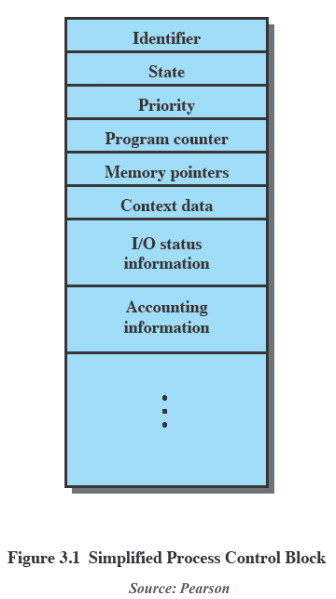 Identifier
State
Priority
Program counter
Memory pointers
Context data
I/O status
information
Accounting
information
Figure 3.1 Simplified Process Control Block
Source: Pearson